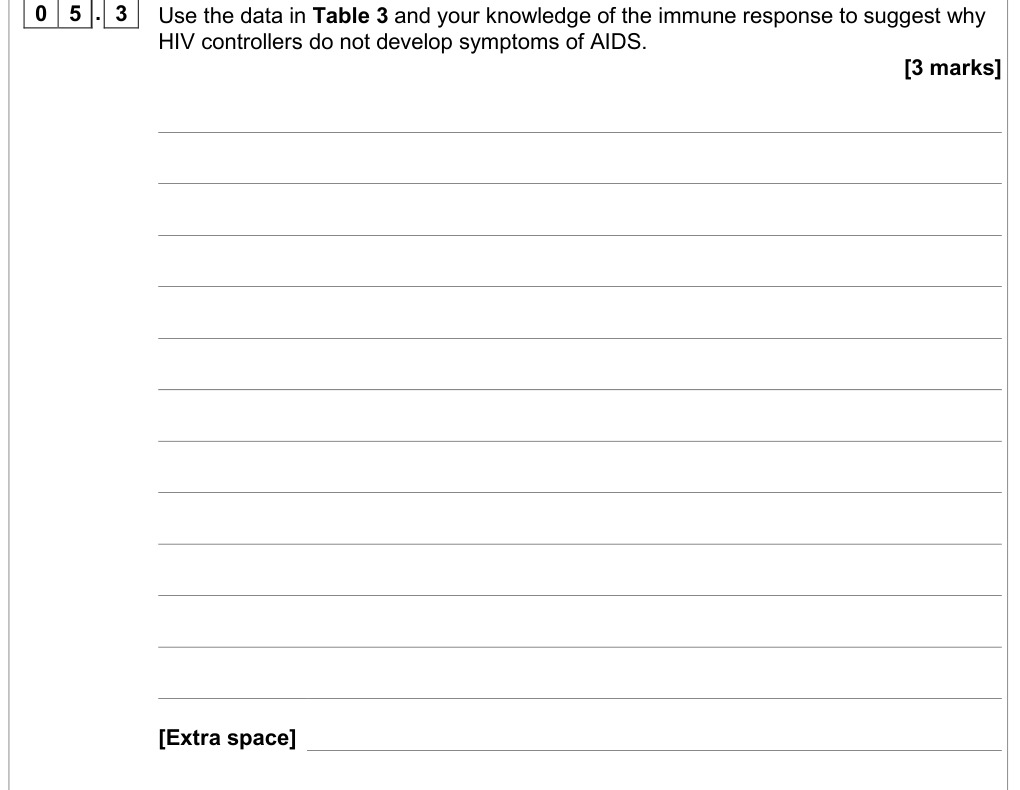 0 5 . 3 Use the data in Table 3 and your knowledge of the immune response to suggest why
HIV controllers do not develop symptoms of AIDS.
[3 marks]
[Extra space]